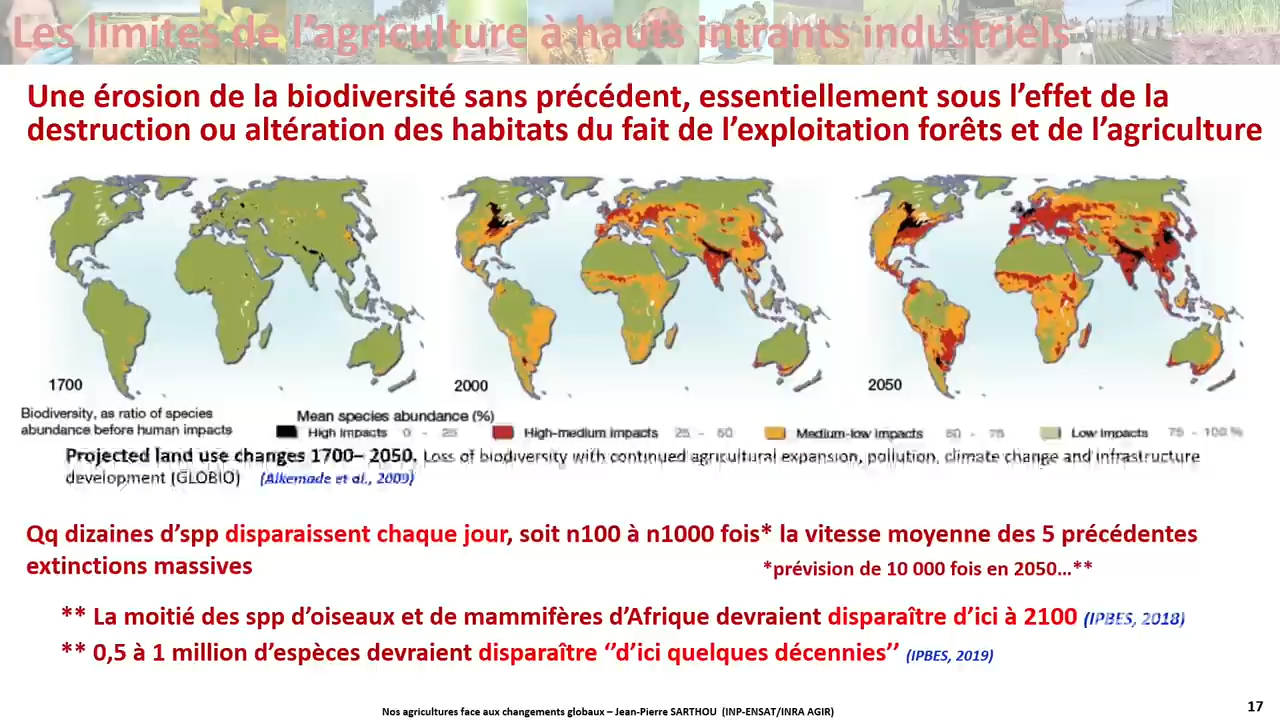 Les limites de l'agriculture à hauts intrants industriels
Une érosion de la biodiversité sans précédent, essentiellement sous l'effet de la
destruction ou altération des habitats du fait de l'exploitation forêts et de l'agriculture
1700
2000
2050
Biodiversity, as ratio of species
abundance before human impacts
Mean species abundance (%)
High impacts 0 - 25 High-medium impacts 25 - 50 Medium-low impacts 50 - 75 Low impacts 75 - 100 %
Projected land use changes 1700– 2050. Loss of biodiversity with continued agricultural expansion, pollution, climate change and infrastructure
development (GLOBIO) (Alkemade et al., 2009)
Qq dizaines d'spp disparaissent chaque jour, soit n100 à n1000 fois* la vitesse moyenne des 5 précédentes
extinctions massives
*prévision de 10 000 fois en 2050...**
** La moitié des spp d'oiseaux et de mammifères d'Afrique devraient disparaître d'ici à 2100 (IPBES, 2018)
** 0,5 à 1 million d'espèces devraient disparaître ‘’d'ici quelques décennies’’ (IPBES, 2019)
Nos agricultures face aux changements globaux – Jean-Pierre SARTHOU (INP-ENSAT/INRA AGIR)
17